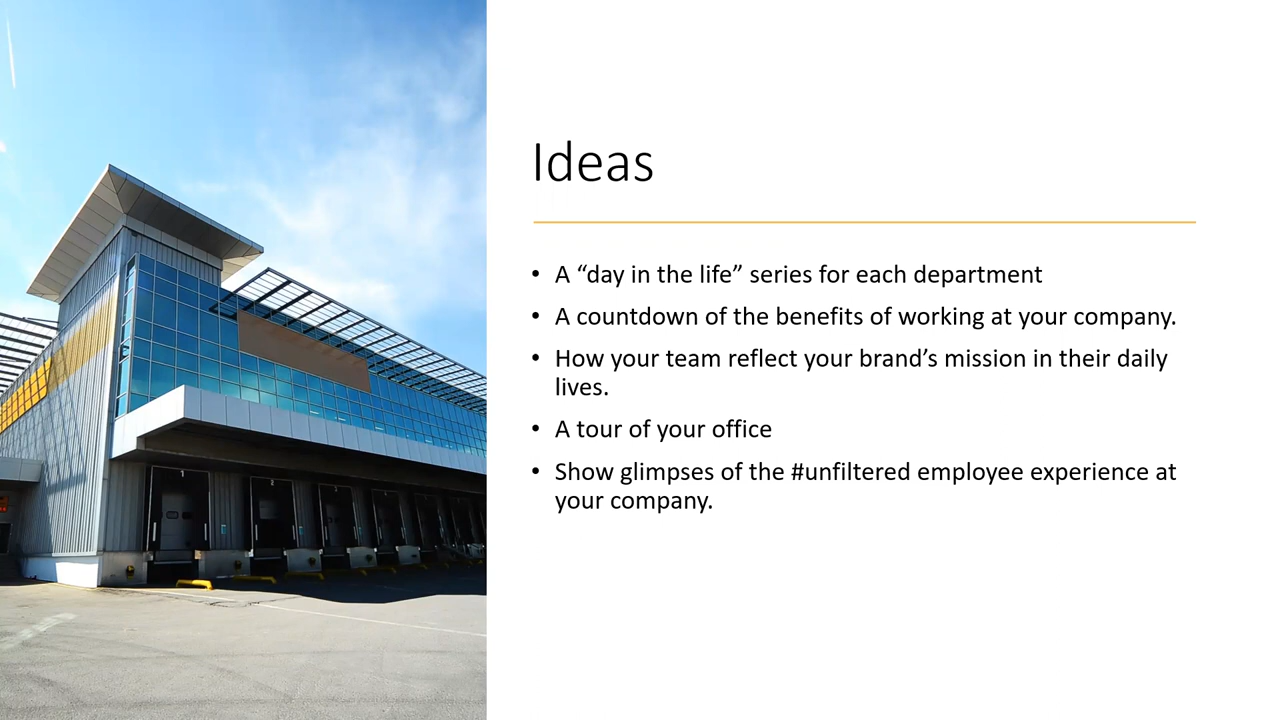 Ideas
• A “day in the life” series for each department
• A countdown of the benefits of working at your company.
• How your team reflect your brand’s mission in their daily
lives.
• A tour of your office
• Show glimpses of the #unfiltered employee experience at
your company.